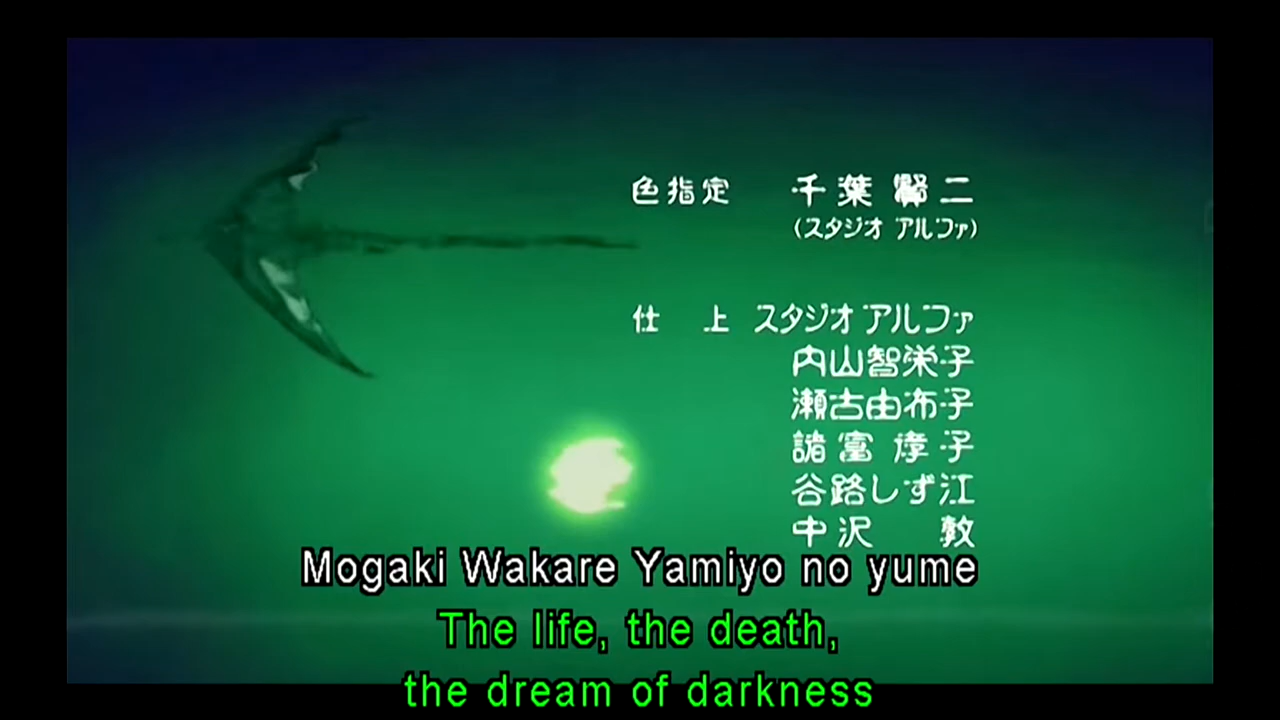 色指定 千葉賢二
(スタジオ アルファ)
仕 上 スタジオ アルファ
内山智栄子
瀬古由布子
諸富 孝子
谷路しず江
中沢 敦
Mogaki Wakare Yamiyo no yume
The life, the death,
the dream of darkness